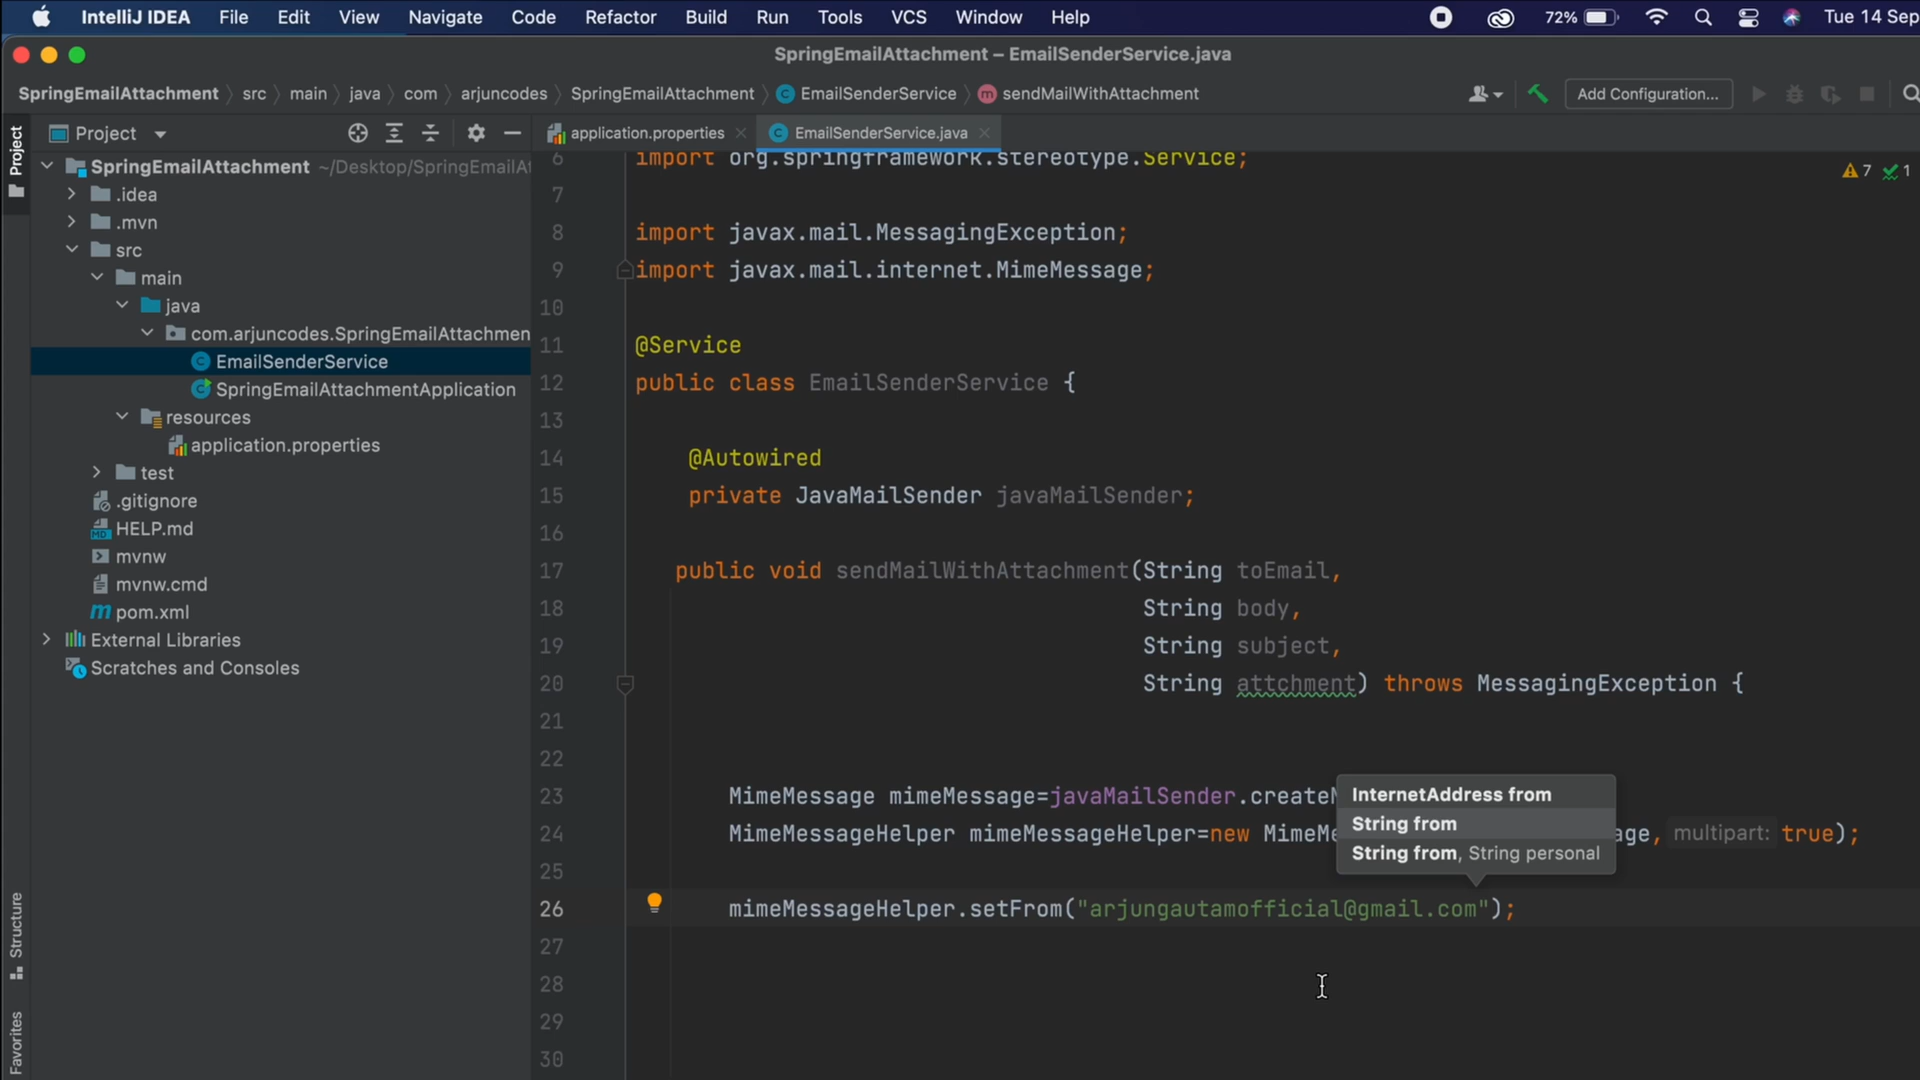 IntelliJ IDEA File Edit View Navigate Code Refactor Build Run Tools VCS Window Help 72% Tue 14 Sep
SpringEmailAttachment – EmailSenderService.java
SpringEmailAttachment src main java com arjuncodes SpringEmailAttachment EmailSenderService sendMailWithAttachment Add Configuration...
Project
Project
application.properties
EmailSenderService.java
SpringEmailAttachment ~/Desktop/SpringEmailAt
.idea
.mvn
src
main
java
com.arjuncodes.SpringEmailAttachmen
EmailSenderService
SpringEmailAttachmentApplication
resources
application.properties
test
.gitignore
HELP.md
mvnw
mvnw.cmd
pom.xml
External Libraries
Scratches and Consoles
Structure
Favorites
7 1
6 import org.springframework.stereotype.Service;
7
8 import javax.mail.MessagingException;
9 import javax.mail.internet.MimeMessage;
10
11 @Service
12 public class EmailSenderService {
13
14 @Autowired
15 private JavaMailSender javaMailSender;
16
17 public void sendMailWithAttachment(String toEmail,
18 String body,
19 String subject,
20 String attchment) throws MessagingException {
21
22
23 MimeMessage mimeMessage=javaMailSender.create
24 MimeMessageHelper mimeMessageHelper=new MimeMe age, multipart: true);
25
26 mimeMessageHelper.setFrom("arjungautamofficial@gmail.com");
27
28
29
30
InternetAddress from
String from
String from, String personal